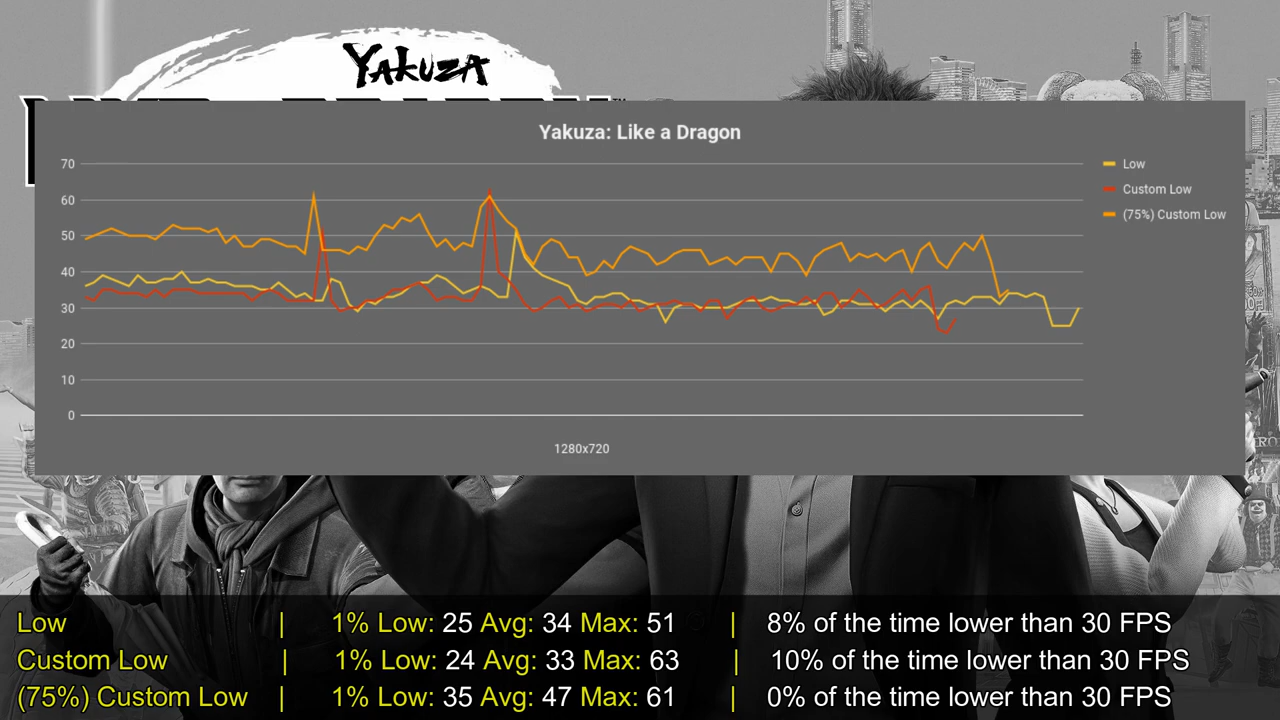 YAKUZA
Yakuza: Like a Dragon
70
60
50
40
30
20
10
0
1280x720
Low
Custom Low
(75%) Custom Low
Low | 1% Low: 25 Avg: 34 Max: 51 | 8% of the time lower than 30 FPS
Custom Low | 1% Low: 24 Avg: 33 Max: 63 | 10% of the time lower than 30 FPS
(75%) Custom Low | 1% Low: 35 Avg: 47 Max: 61 | 0% of the time lower than 30 FPS